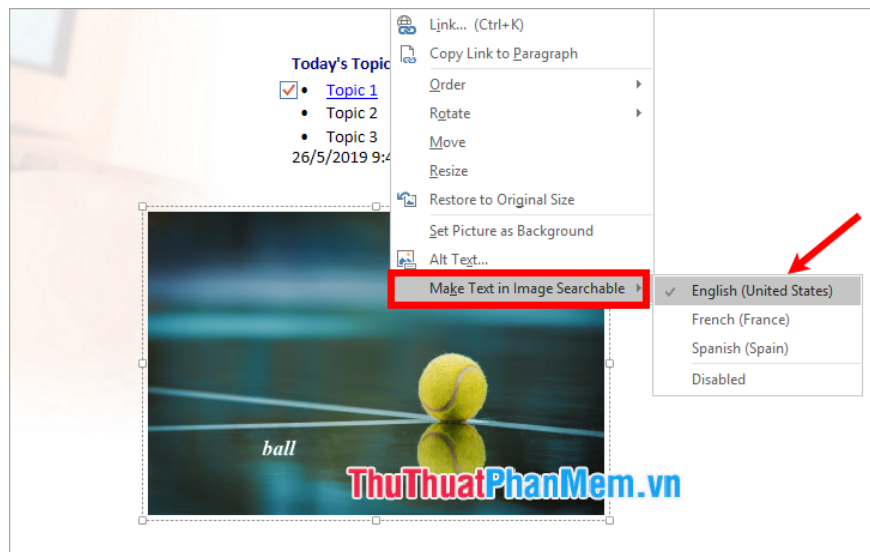 Link... (Ctrl+K)
Copy Link to Paragraph
Order
Rotate
Move
Resize
Restore to Original Size
Set Picture as Background
Alt Text...
Make Text in Image Searchable
English (United States)
French (France)
Spanish (Spain)
Disabled
Today's Topic
• Topic 1
• Topic 2
• Topic 3
26/5/2019 9:4
ball
ThuThuatPhanMem.vn